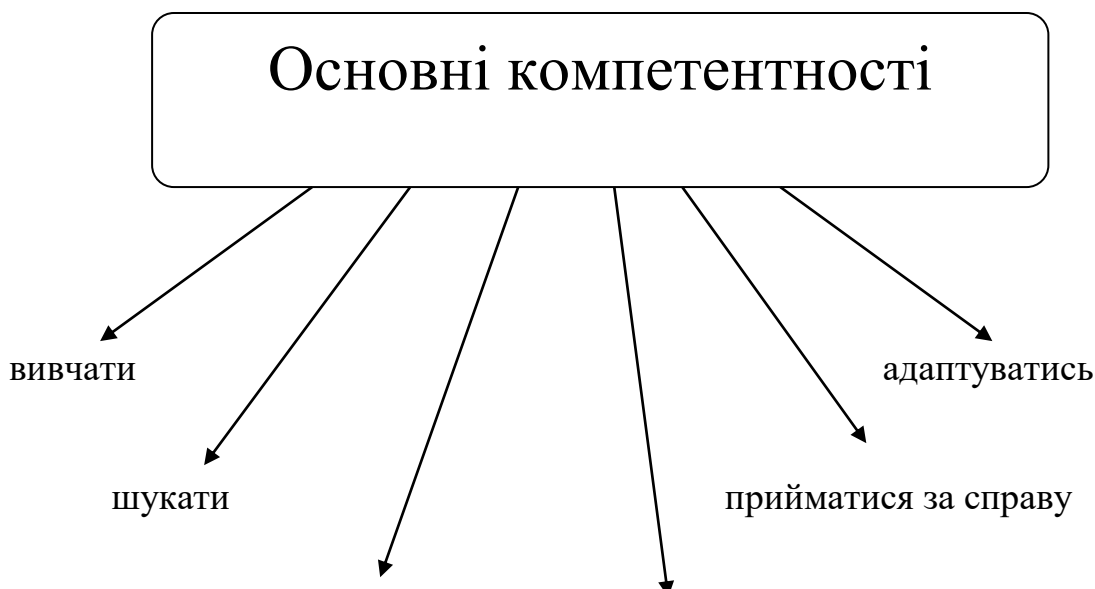 Основні компетентності
вивчати
адаптуватись
шукати
прийматися за справу